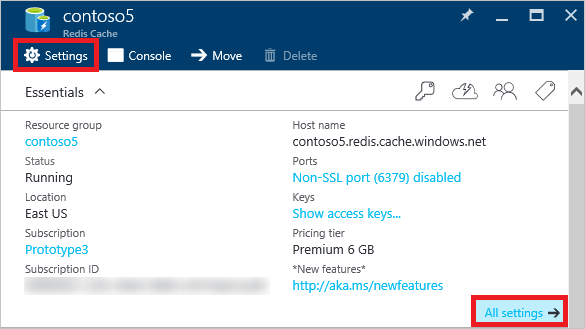 contoso5
Redis Cache
Settings
Console
Move
Delete
Essentials
Resource group
contoso5
Status
Running
Location
East US
Subscription
Prototype3
Subscription ID
Host name
contoso5.redis.cache.windows.net
Ports
Non-SSL port (6379) disabled
Keys
Show access keys...
Pricing tier
Premium 6 GB
*New features*
http://aka.ms/newfeatures
All settings